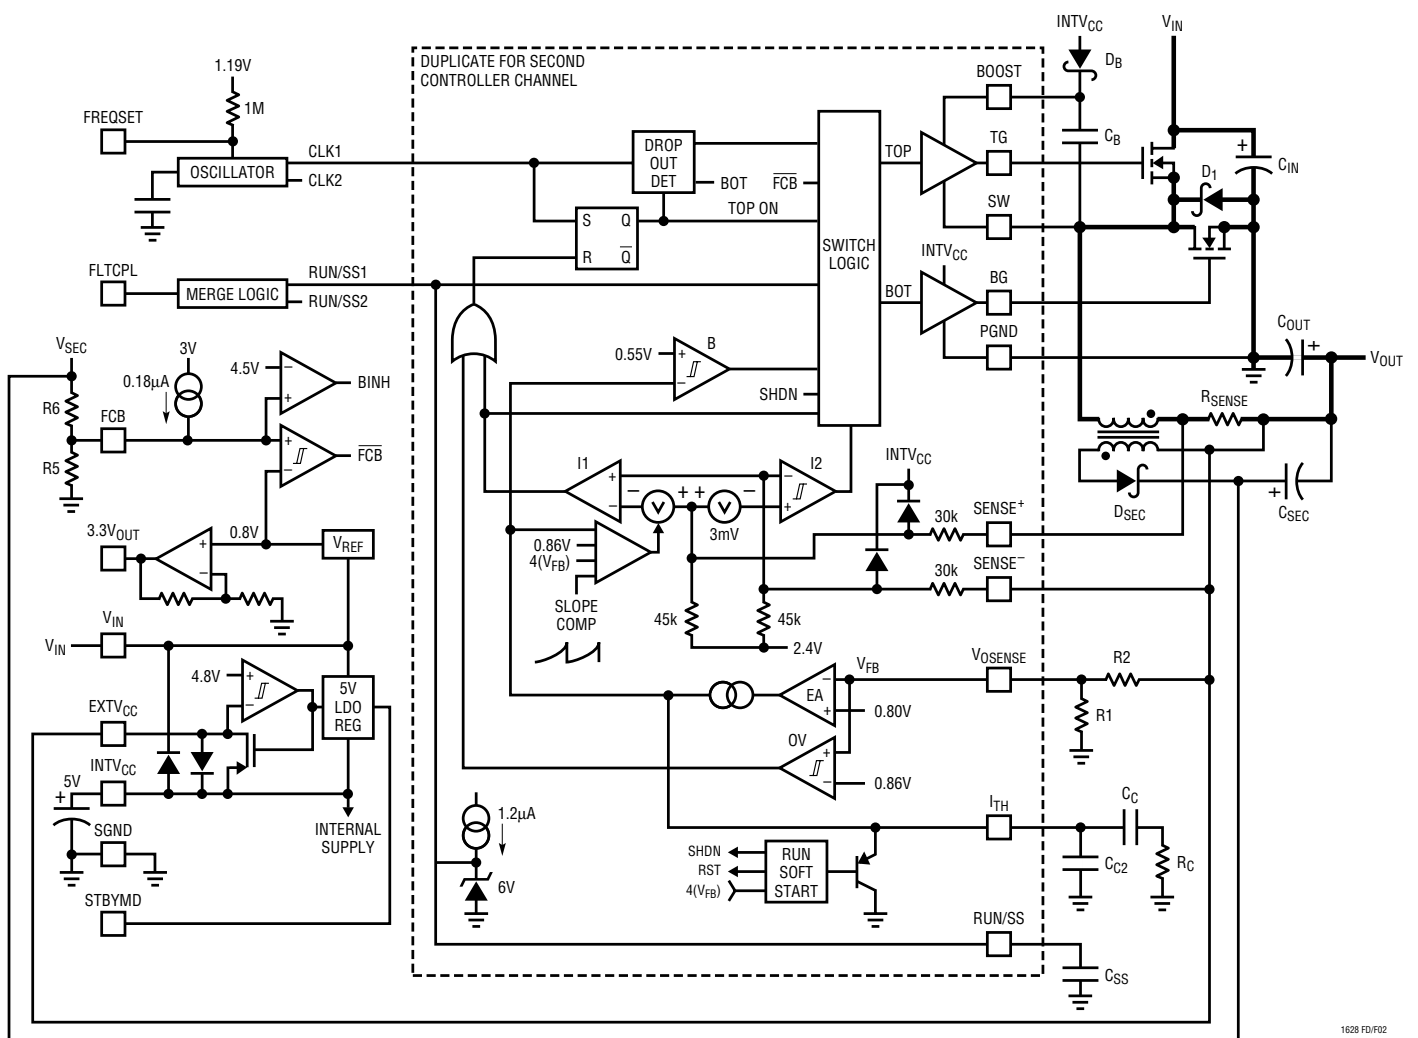 INTVCC
VIN
DB
1.19V
1M
FREQSET
OSCILLATOR
CLK1
CLK2
DUPLICATE FOR SECOND
CONTROLLER CHANNEL
DROP
OUT
DET
BOT
FCB
TOP ON
S Q
R Q
SWITCH
LOGIC
TOP
BOT
BOOST
TG
SW
INTVCC
BG
PGND
CB
D1
+
CIN
COUT
+
VOUT
FLTCPL
MERGE LOGIC
RUN/SS1
RUN/SS2
VSEC
R6
R5
FCB
3V
0.18μA
4.5V
−
+
BINH
+
−
FCB
0.55V
+
−
B
SHDN
RSENSE
DSEC
+
CSEC
I1
+
−
−
+
+
−
3mV
I2
−
+
INTVCC
30k
SENSE+
30k
SENSE−
0.86V
4(VFB)
SLOPE
COMP
45k
45k
2.4V
3.3VOUT
+
−
0.8V
VREF
VIN
VIN
4.8V
+
−
5V
LDO
REG
EXTVCC
INTVCC
5V
+
SGND
STBYMD
INTERNAL
SUPPLY
VFB
EA
−
+
0.80V
OV
+
−
0.86V
VOSENSE
R2
R1
1.2μA
6V
ITH
CC
CC2
RC
SHDN
RST
4(VFB)
RUN
SOFT
START
RUN/SS
CSS
1628 FD/F02